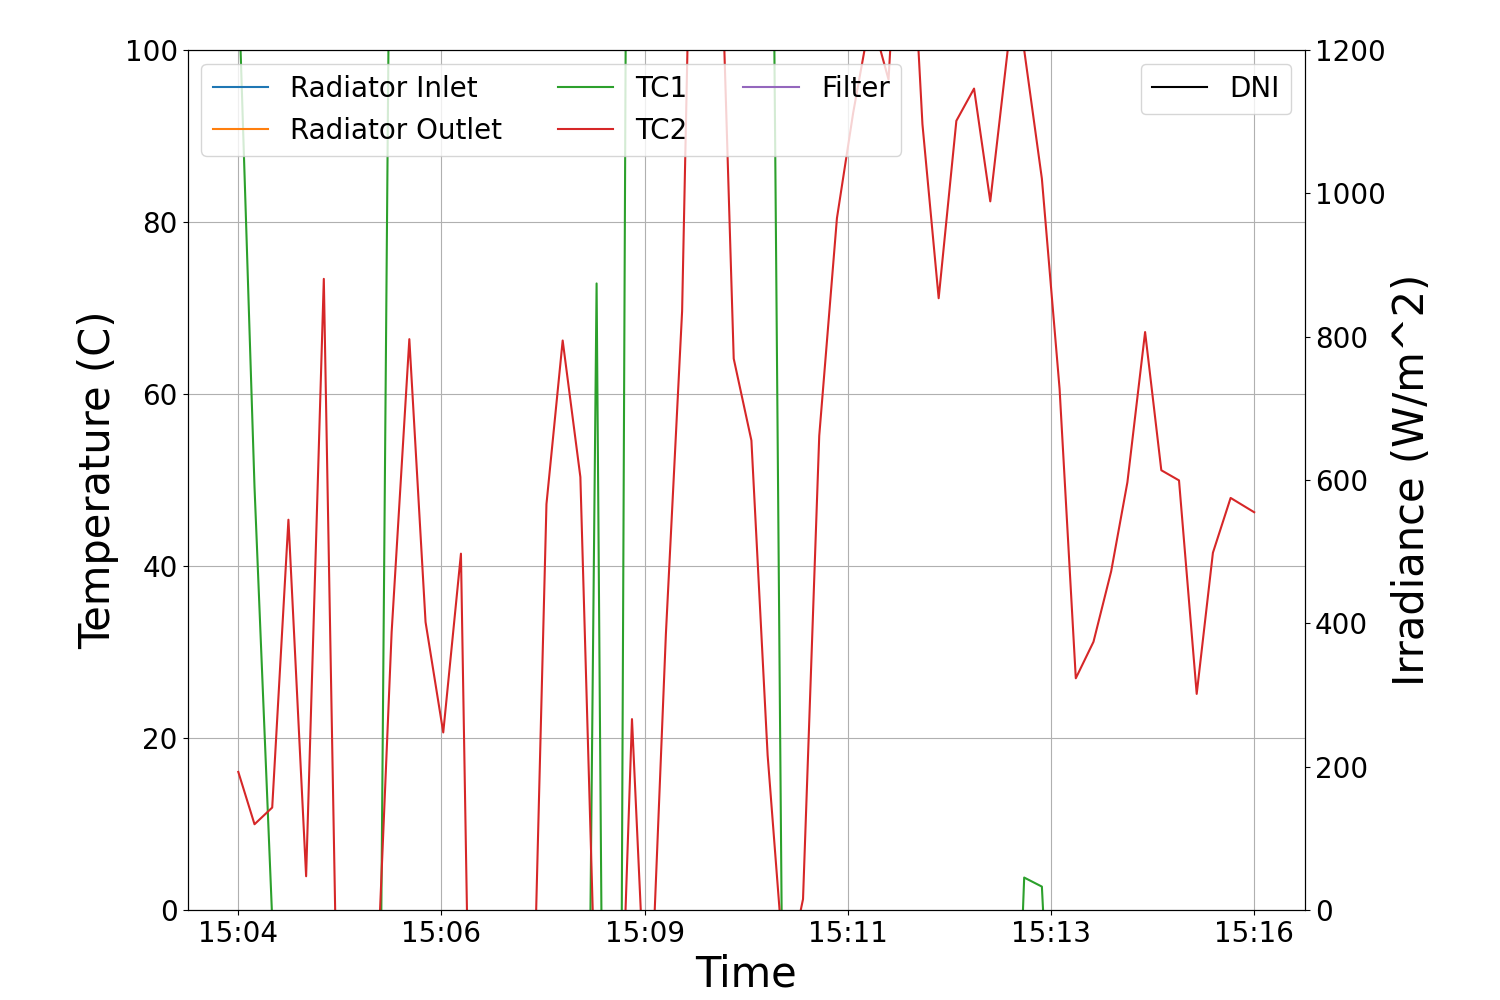 100
80
60
40
20
0
Temperature (C)
Radiator Inlet
Radiator Outlet
TC1
TC2
Filter
DNI
1200
1000
800
600
400
200
0
Irradiance (W/m^2)
15:04 15:06 15:09 15:11 15:13 15:16
Time